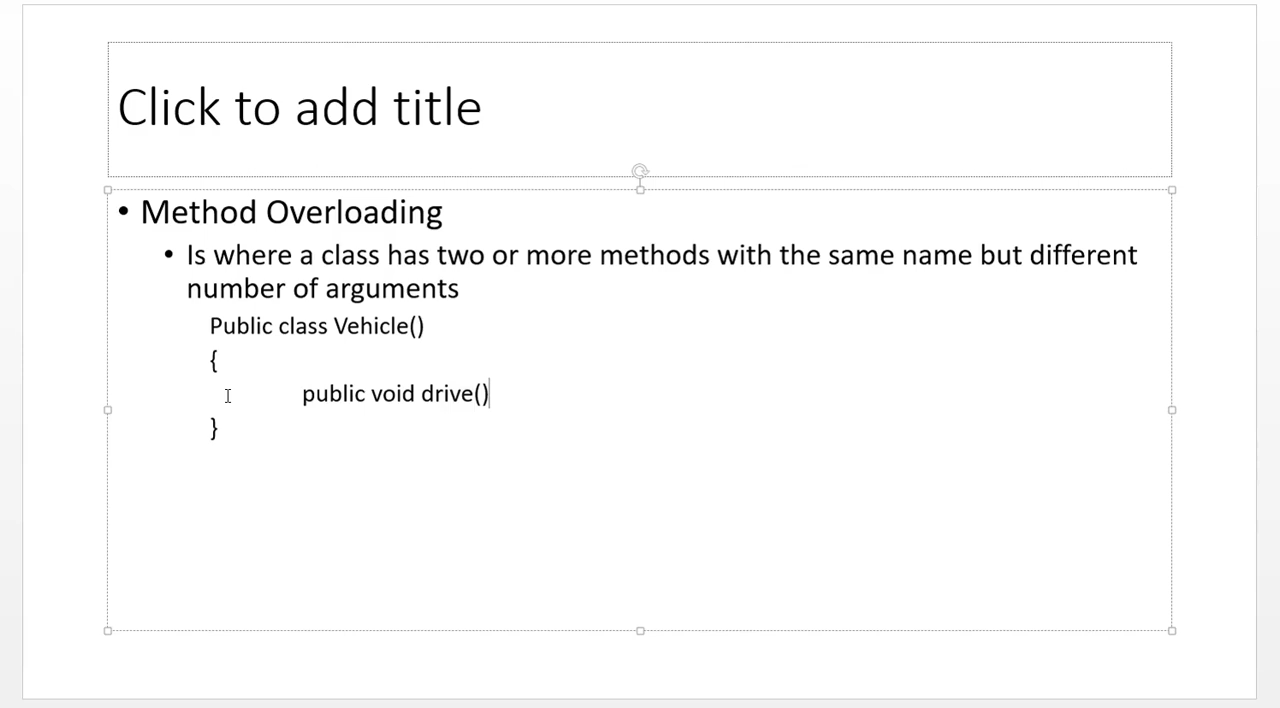 Click to add title
• Method Overloading
• Is where a class has two or more methods with the same name but different
number of arguments
Public class Vehicle()
{
public void drive()
}